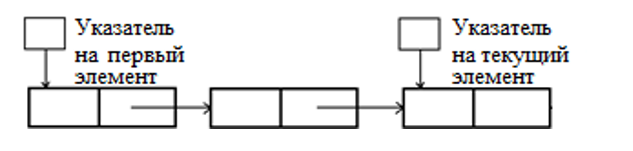 Указатель
на первый
элемент
Указатель
на текущий
элемент